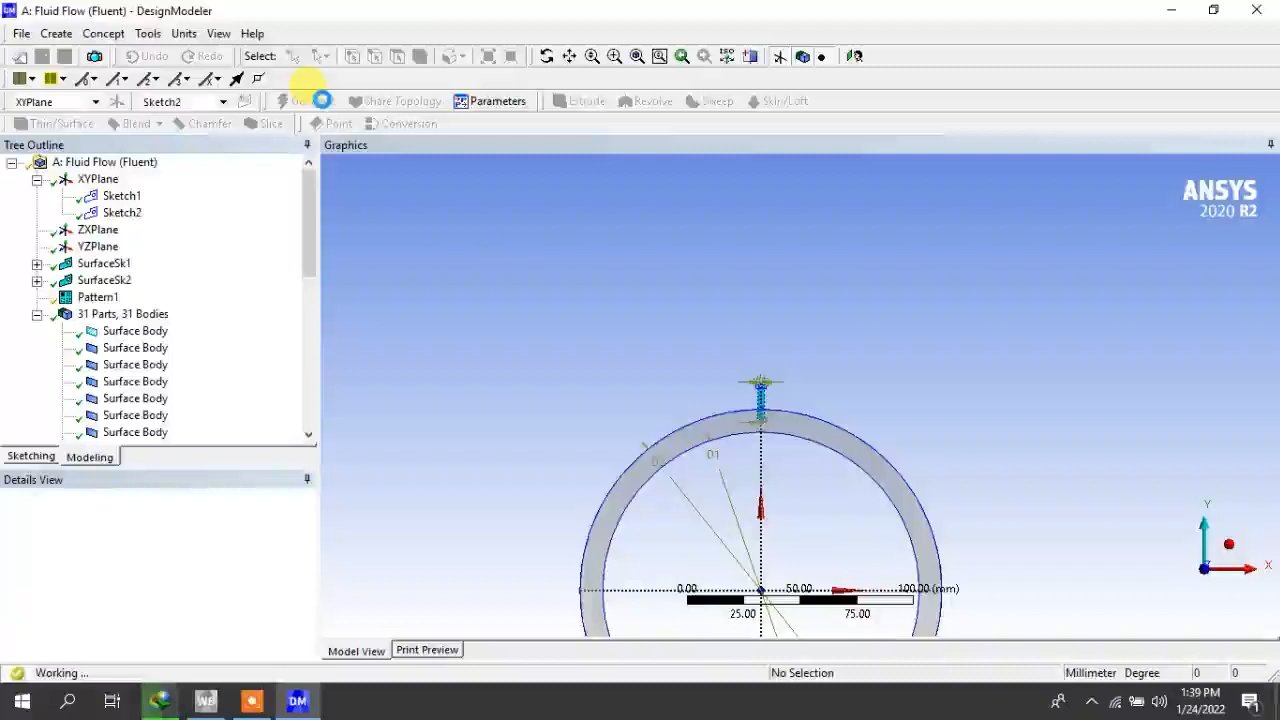 A: Fluid Flow (Fluent) - DesignModeler
File Create Concept Tools Units View Help
Undo Redo Select:
XYPlane Sketch2 Share Topology Parameters Extrude Revolve Sweep Skin/Loft
Thin/Surface Blend Chamfer Slice Point Conversion
Tree Outline
Graphics
A: Fluid Flow (Fluent)
XYPlane
Sketch1
Sketch2
ZXPlane
YZPlane
SurfaceSk1
SurfaceSk2
Pattern1
31 Parts, 31 Bodies
Surface Body
Surface Body
Surface Body
Surface Body
Surface Body
Surface Body
Surface Body
Sketching Modeling
Details View
ANSYS
2020 R2
D1
Y
X
0.00 50.00 100.00 (mm)
25.00 75.00
Model View Print Preview
Working ... No Selection Millimeter Degree 0 0
WB DM 1:39 PM
1/24/2022